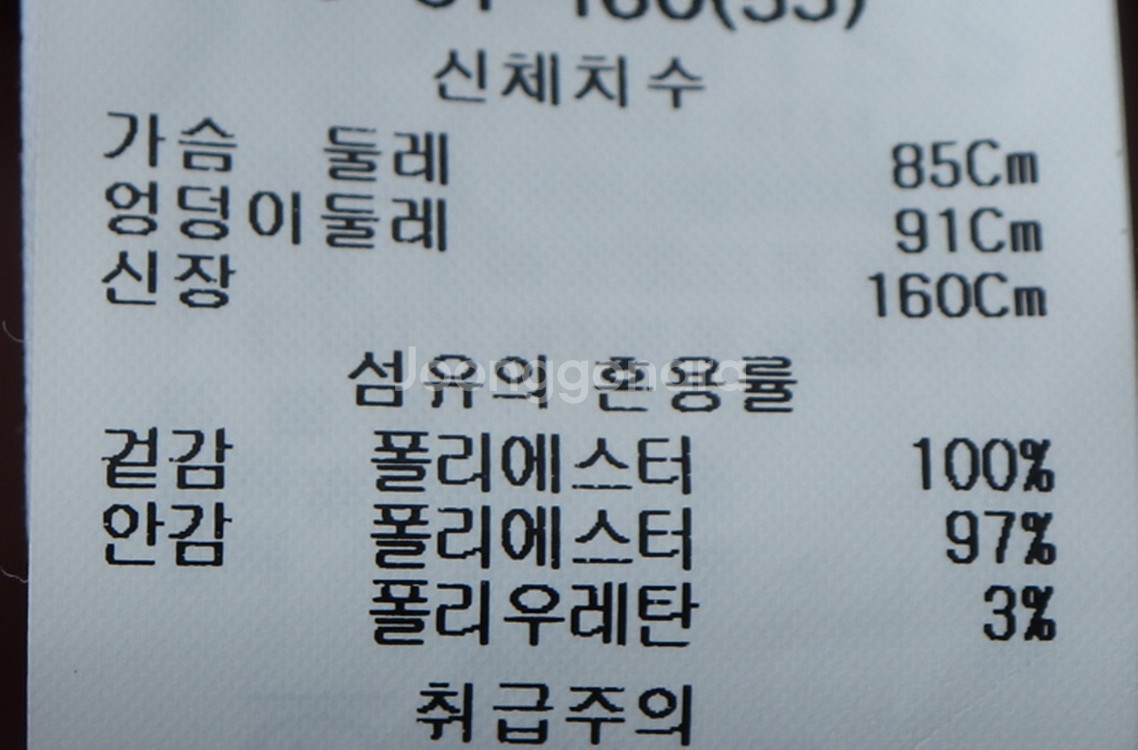 160(55)
신체치수
가슴 둘레 85Cm
엉덩이둘레 91Cm
신장 160Cm
섬유의 혼용률
겉감 폴리에스터 100%
안감 폴리에스터 97%
폴리우레탄 3%
취급주의